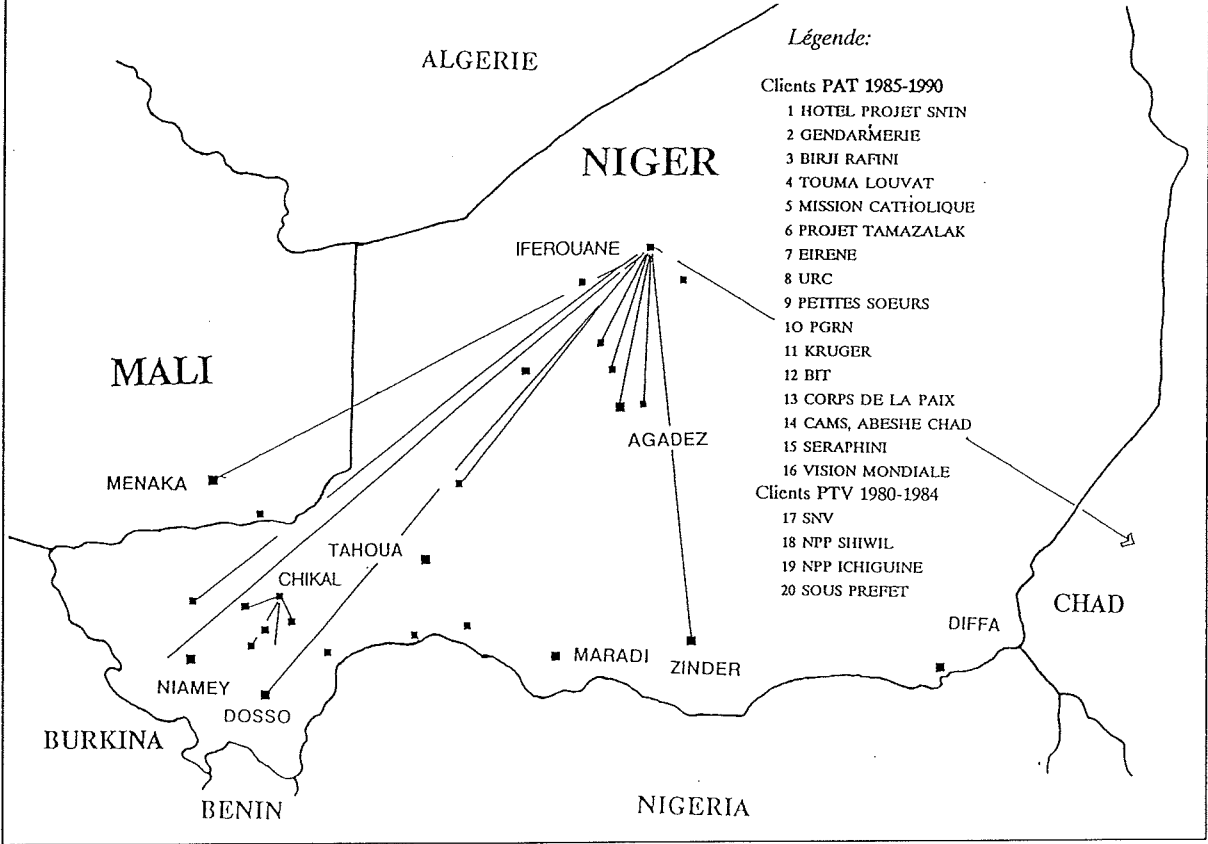 ALGERIE
Légende:
Clients PAT 1985-1990
1 HOTEL PROJET SNTN
2 GENDARMERIE
3 BIRJI RAFINI
4 TOUMA LOUVAT
5 MISSION CATHOLIQUE
6 PROJET TAMAZALAK
7 EIRENE
8 URC
9 PETITES SOEURS
10 PGRN
11 KRUGER
12 BIT
13 CORPS DE LA PAIX
14 CAMS, ABESHE CHAD
15 SERAPHINI
16 VISION MONDIALE
Clients PTV 1980-1984
17 SNV
18 NPP SHIWIL
19 NPP ICHIGUINE
20 SOUS PREFET
NIGER
IFEROUANE
MALI
AGADEZ
MENAKA
TAHOUA
CHIKAL
CHAD
DIFFA
MARADI
ZINDER
NIAMEY
DOSSO
BURKINA
BENIN
NIGERIA